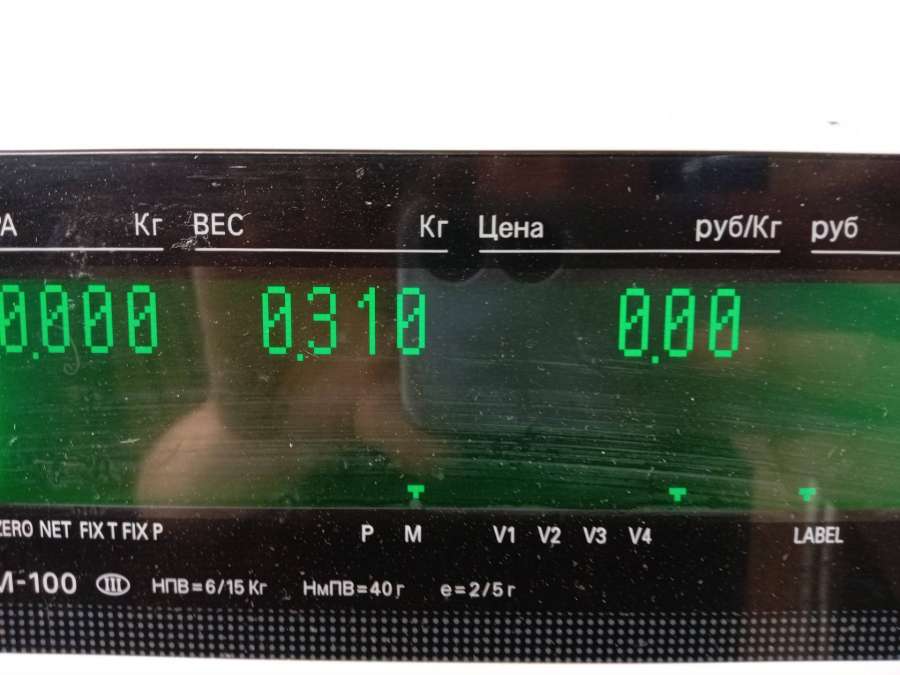 РА Кг ВЕС Кг Цена руб/Кг руб
0.000 0.310 0.00
ZERO NET FIX T FIX P P M V1 V2 V3 V4 LABEL
М-100 III НПВ=6/15 Кг НмПВ=40 г e=2/5 г